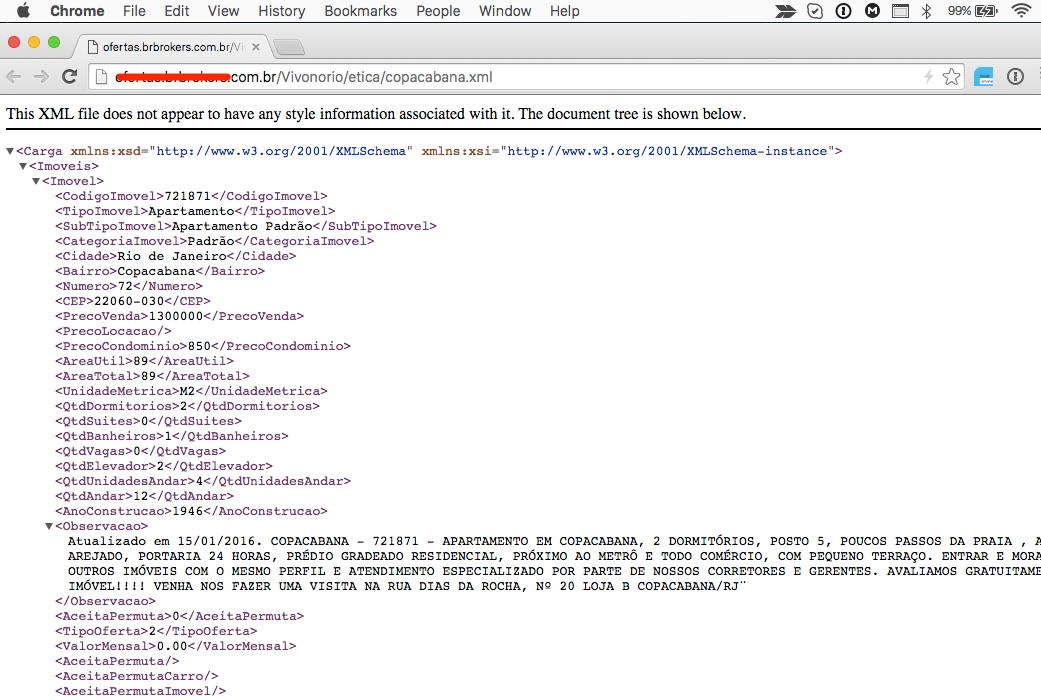 Chrome File Edit View History Bookmarks People Window Help 99%
ofertas.brbrokers.com.br/Vi
com.br/Vivonorio/etica/copacabana.xml
This XML file does not appear to have any style information associated with it. The document tree is shown below.
▼<Carga xmlns:xsd="http://www.w3.org/2001/XMLSchema" xmlns:xsi="http://www.w3.org/2001/XMLSchema-instance">
▼<Imoveis>
▼<Imovel>
<CodigoImovel>721871</CodigoImovel>
<TipoImovel>Apartamento</TipoImovel>
<SubTipoImovel>Apartamento Padrão</SubTipoImovel>
<CategoriaImovel>Padrão</CategoriaImovel>
<Cidade>Rio de Janeiro</Cidade>
<Bairro>Copacabana</Bairro>
<Numero>72</Numero>
<CEP>22060-030</CEP>
<PrecoVenda>1300000</PrecoVenda>
<PrecoLocacao/>
<PrecoCondominio>850</PrecoCondominio>
<AreaUtil>89</AreaUtil>
<AreaTotal>89</AreaTotal>
<UnidadeMetrica>M2</UnidadeMetrica>
<QtdDormitorios>2</QtdDormitorios>
<QtdSuites>0</QtdSuites>
<QtdBanheiros>1</QtdBanheiros>
<QtdVagas>0</QtdVagas>
<QtdElevador>2</QtdElevador>
<QtdUnidadesAndar>4</QtdUnidadesAndar>
<QtdAndar>12</QtdAndar>
<AnoConstrucao>1946</AnoConstrucao>
▼<Observacao>
Atualizado em 15/01/2016. COPACABANA - 721871 - APARTAMENTO EM COPACABANA, 2 DORMITÓRIOS, POSTO 5, POUCOS PASSOS DA PRAIA , A
AREJADO, PORTARIA 24 HORAS, PRÉDIO GRADEADO RESIDENCIAL, PRÓXIMO AO METRÔ E TODO COMÉRCIO, COM PEQUENO TERRAÇO. ENTRAR E MORA
OUTROS IMÓVEIS COM O MESMO PERFIL E ATENDIMENTO ESPECIALIZADO POR PARTE DE NOSSOS CORRETORES E GERENTES. AVALIAMOS GRATUITAME
IMÓVEL!!!! VENHA NOS FAZER UMA VISITA NA RUA DIAS DA ROCHA, Nº 20 LOJA B COPACABANA/RJ¨
</Observacao>
<AceitaPermuta>0</AceitaPermuta>
<TipoOferta>2</TipoOferta>
<ValorMensal>0.00</ValorMensal>
<AceitaPermuta/>
<AceitaPermutaCarro/>
<AceitaPermutaImovel/>